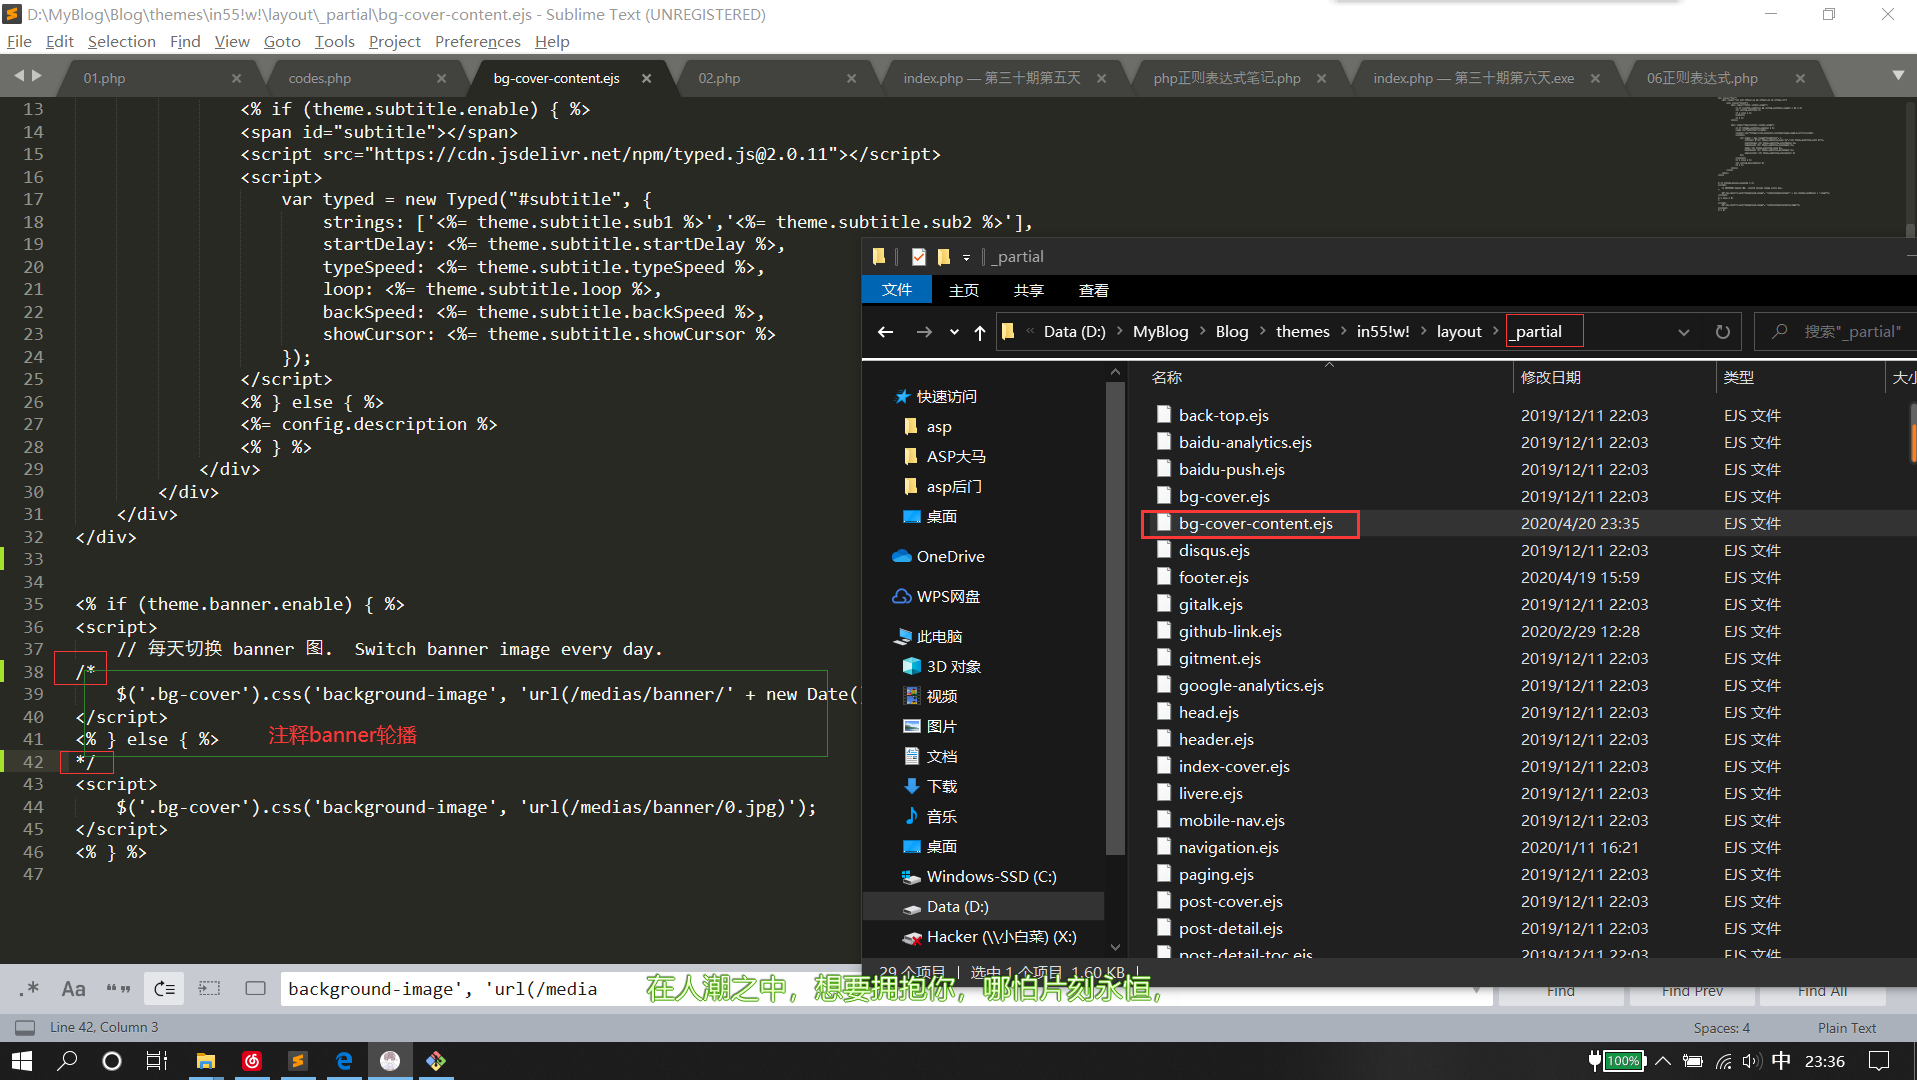 D:\MyBlog\Blog\themes\in55!w!\layout\_partial\bg-cover-content.ejs - Sublime Text (UNREGISTERED)
File Edit Selection Find View Goto Tools Project Preferences Help
01.php codes.php bg-cover-content.ejs 02.php index.php — 第三十期第五天 php正则表达式笔记.php index.php — 第三十期第六天.exe 06正则表达式.php
13 <% if (theme.subtitle.enable) { %>
14 <span id="subtitle"></span>
15 <script src="https://cdn.jsdelivr.net/npm/typed.js@2.0.11"></script>
16 <script>
17 var typed = new Typed("#subtitle", {
18 strings: ['<%= theme.subtitle.sub1 %>','<%= theme.subtitle.sub2 %>'],
19 startDelay: <%= theme.subtitle.startDelay %>,
20 typeSpeed: <%= theme.subtitle.typeSpeed %>,
21 loop: <%= theme.subtitle.loop %>,
22 backSpeed: <%= theme.subtitle.backSpeed %>,
23 showCursor: <%= theme.subtitle.showCursor %>
24 });
25 </script>
26 <% } else { %>
27 <%= config.description %>
28 <% } %>
29 </div>
30 </div>
31 </div>
32 </div>
33
34
35 <% if (theme.banner.enable) { %>
36 <script>
37 // 每天切换 banner 图. Switch banner image every day.
38 /*
39 $('.bg-cover').css('background-image', 'url(/medias/banner/' + new Date()
40 </script>
41 <% } else { %>
注释banner轮播
42 */
43 <script>
44 $('.bg-cover').css('background-image', 'url(/medias/banner/0.jpg)');
45 </script>
46 <% } %>
47
_partial
文件 主页 共享 查看
« Data (D:) › MyBlog › Blog › themes › in55!w! › layout › _partial 搜索"_partial"
名称 修改日期 类型 大小
快速访问
asp
ASP大马
asp后门
桌面
OneDrive
WPS网盘
此电脑
3D 对象
视频
图片
文档
下载
音乐
桌面
Windows-SSD (C:)
Data (D:)
Hacker (\\小白菜) (X:)
back-top.ejs 2019/12/11 22:03 EJS 文件
baidu-analytics.ejs 2019/12/11 22:03 EJS 文件
baidu-push.ejs 2019/12/11 22:03 EJS 文件
bg-cover.ejs 2019/12/11 22:03 EJS 文件
bg-cover-content.ejs 2020/4/20 23:35 EJS 文件
disqus.ejs 2019/12/11 22:03 EJS 文件
footer.ejs 2020/4/19 15:59 EJS 文件
gitalk.ejs 2019/12/11 22:03 EJS 文件
github-link.ejs 2020/2/29 12:28 EJS 文件
gitment.ejs 2019/12/11 22:03 EJS 文件
google-analytics.ejs 2019/12/11 22:03 EJS 文件
head.ejs 2019/12/11 22:03 EJS 文件
header.ejs 2019/12/11 22:03 EJS 文件
index-cover.ejs 2019/12/11 22:03 EJS 文件
livere.ejs 2019/12/11 22:03 EJS 文件
mobile-nav.ejs 2019/12/11 22:03 EJS 文件
navigation.ejs 2020/1/11 16:21 EJS 文件
paging.ejs 2019/12/11 22:03 EJS 文件
post-cover.ejs 2019/12/11 22:03 EJS 文件
post-detail.ejs 2019/12/11 22:03 EJS 文件
post-detail-toc.ejs 2019/12/11 22:03 EJS 文件
29 个项目 选中 1 个项目 1.60 KB
.* Aa background-image', 'url(/media Find Find Prev Find All
在人潮之中，想要拥抱你，哪怕片刻永恒，
Line 42, Column 3 Spaces: 4 Plain Text
100% 中 23:36